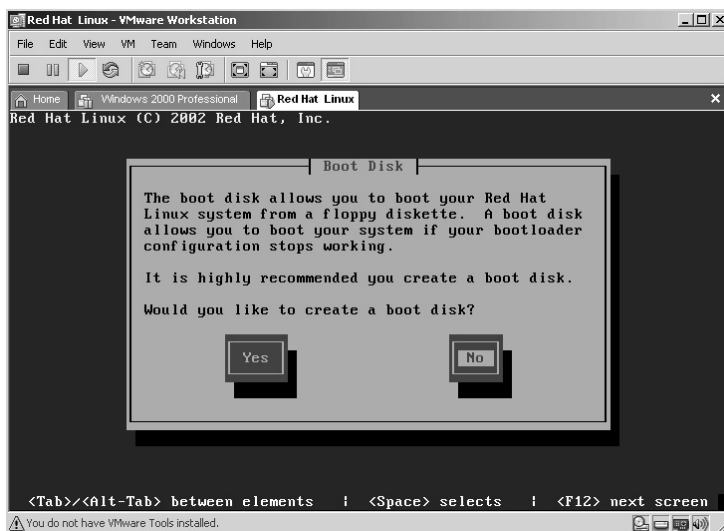 Red Hat Linux - VMware Workstation
File Edit View VM Team Windows Help
Home Windows 2000 Professional Red Hat Linux
Red Hat Linux (C) 2002 Red Hat, Inc.
Boot Disk
The boot disk allows you to boot your Red Hat
Linux system from a floppy diskette. A boot disk
allows you to boot your system if your bootloader
configuration stops working.
It is highly recommended you create a boot disk.
Would you like to create a boot disk?
Yes No
<Tab>/<Alt-Tab> between elements | <Space> selects | <F12> next screen
You do not have VMware Tools installed.